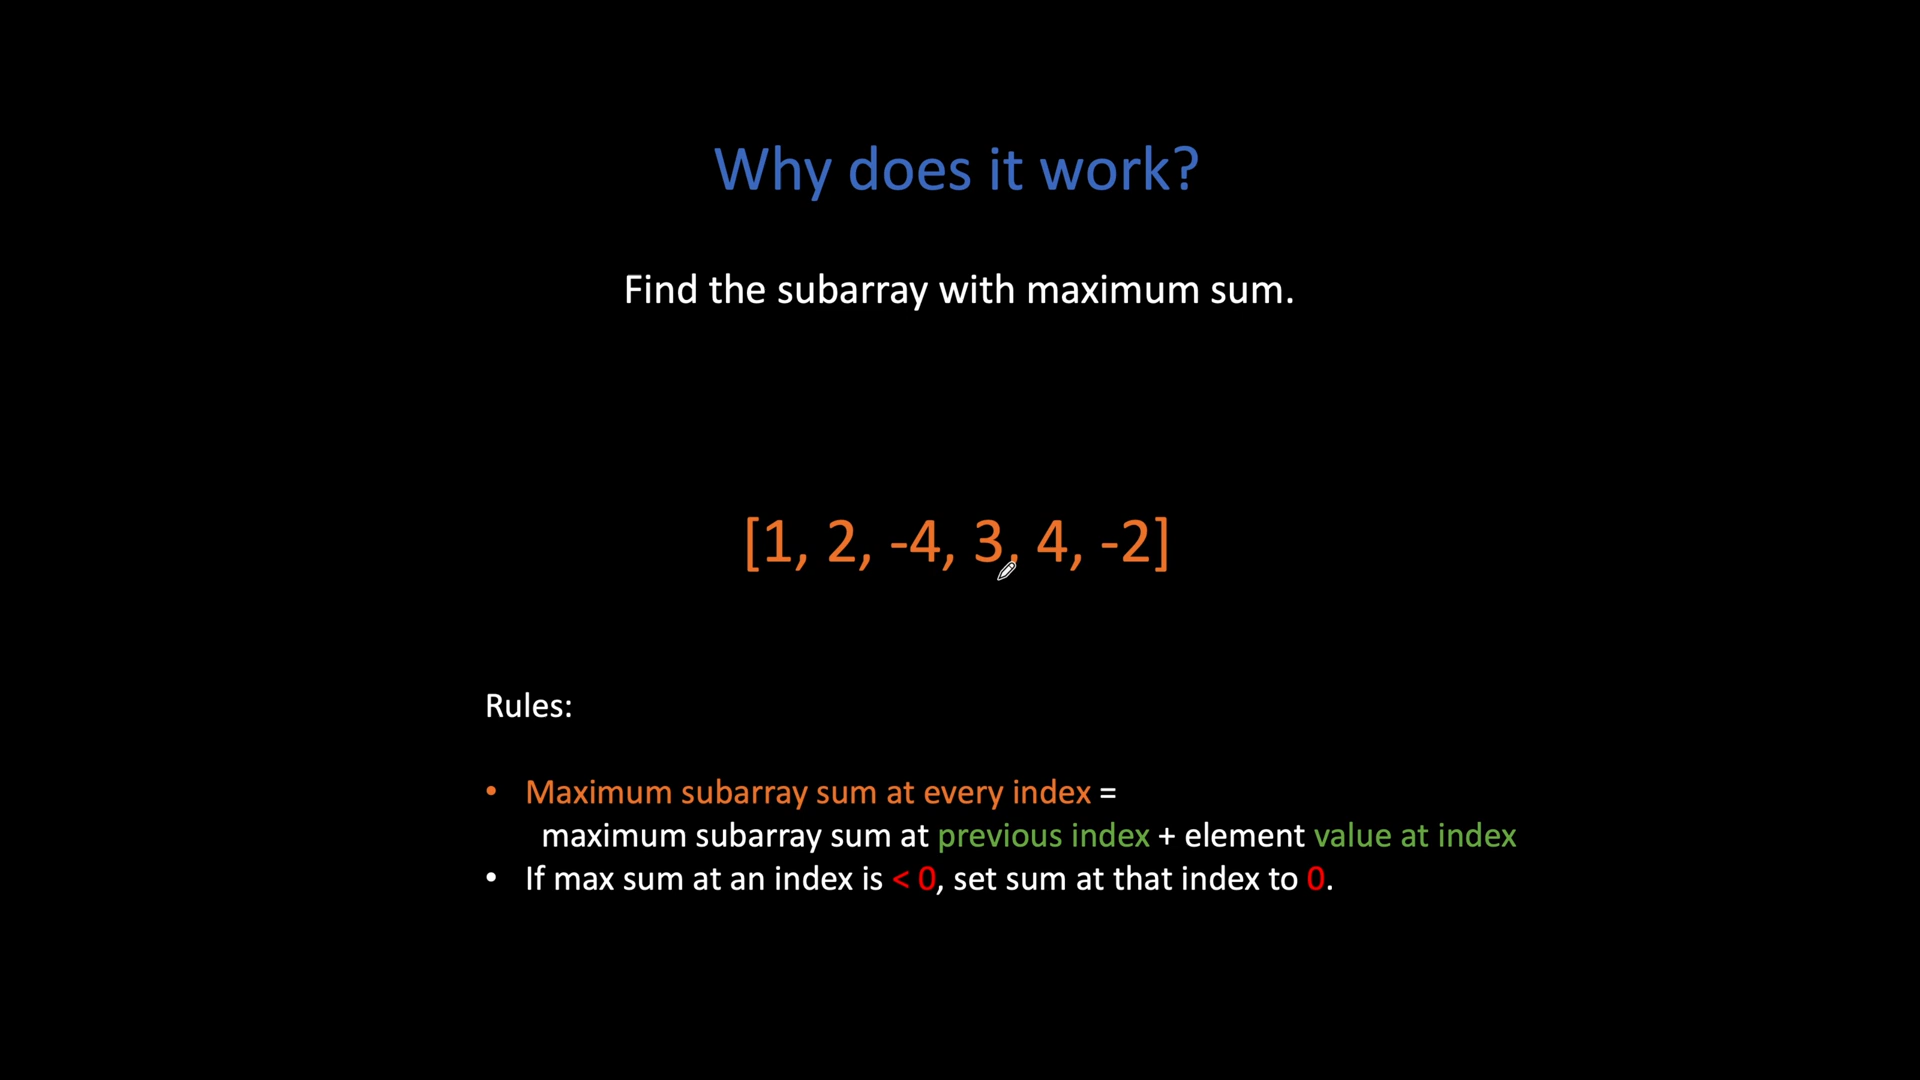 Why does it work?
Find the subarray with maximum sum.
[1, 2, -4, 3, 4, -2]
Rules:
• Maximum subarray sum at every index =
maximum subarray sum at previous index + element value at index
• If max sum at an index is < 0, set sum at that index to 0.